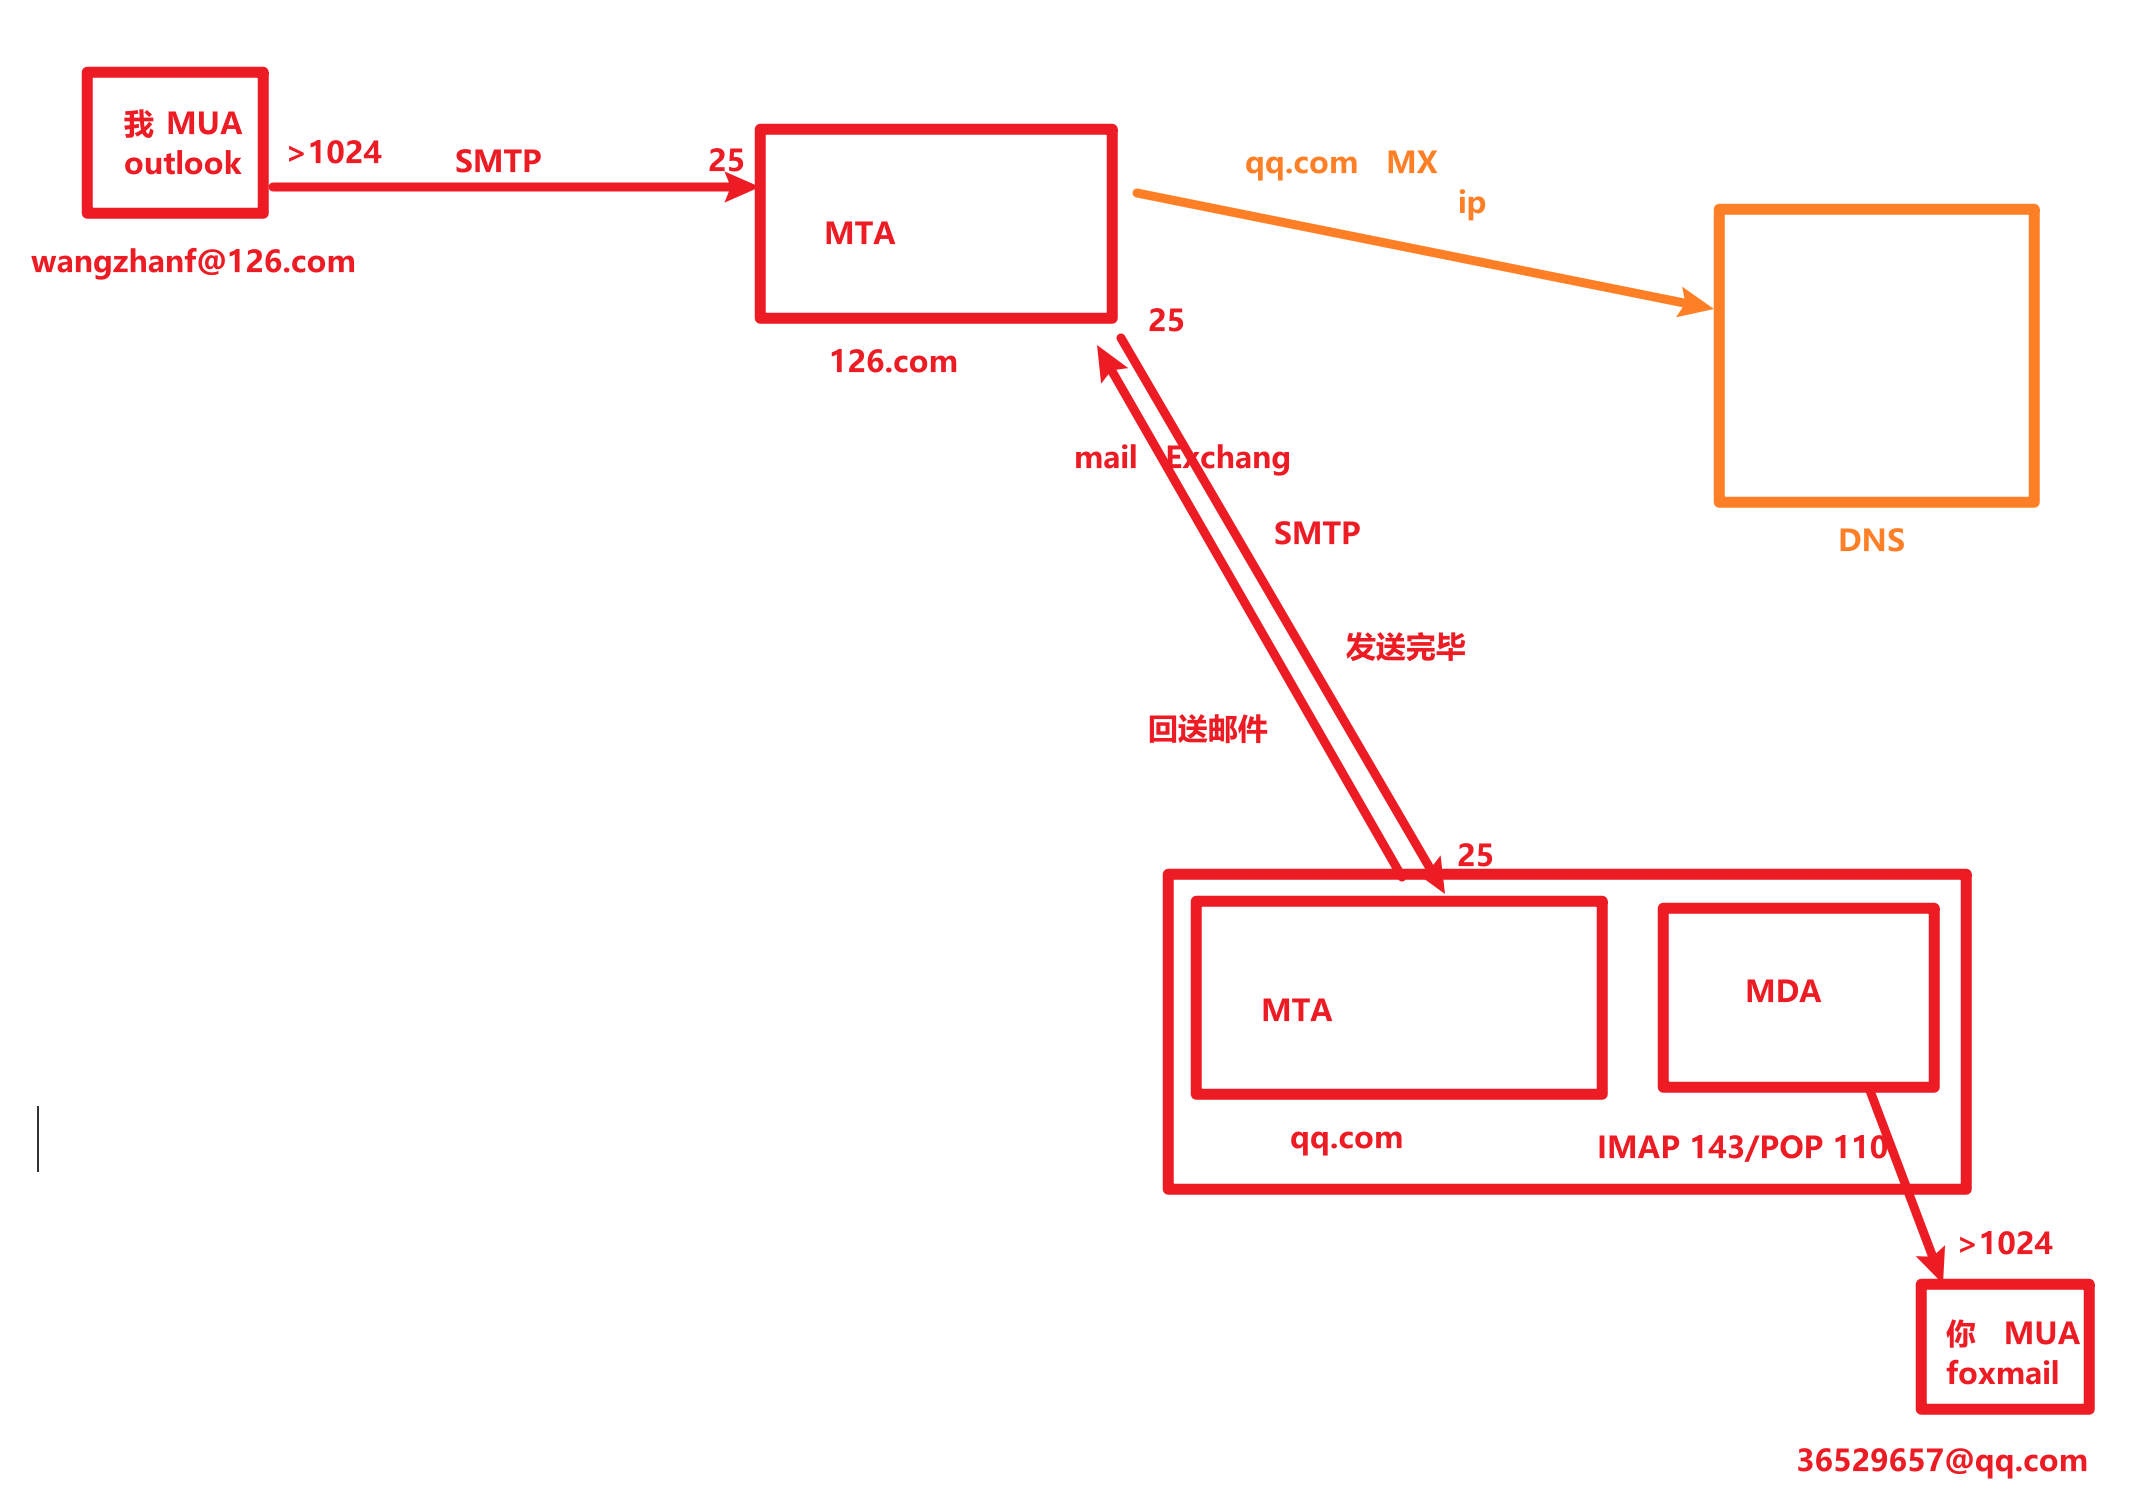 我 MUA
outlook
>1024
SMTP
25
wangzhanf@126.com
MTA
126.com
qq.com MX
ip
DNS
25
mail Exchang
SMTP
发送完毕
回送邮件
25
MTA
MDA
qq.com
IMAP 143/POP 110
>1024
你 MUA
foxmail
36529657@qq.com